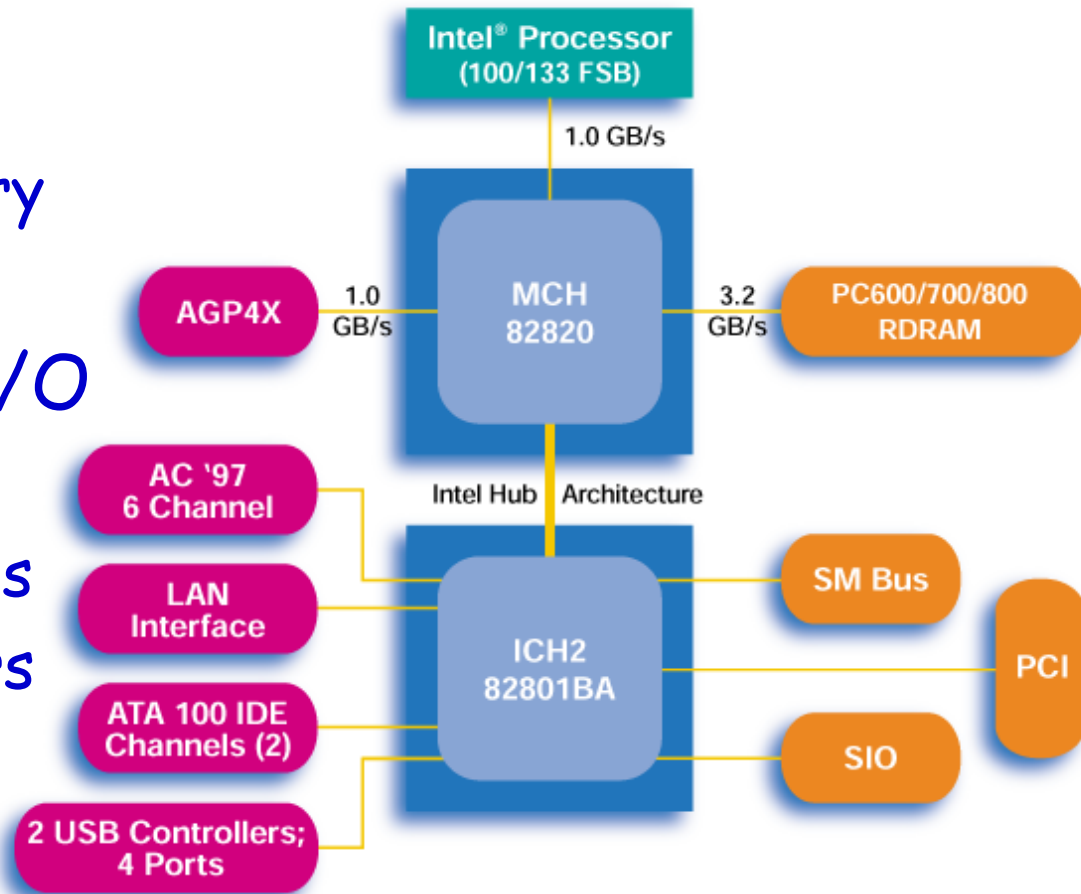 Intel® Processor
(100/133 FSB)
1.0 GB/s
AGP4X
1.0
GB/s
MCH
82820
3.2
GB/s
PC600/700/800
RDRAM
/O
AC '97
6 Channel
Intel Hub Architecture
LAN
Interface
ICH2
82801BA
SM Bus
PCI
ATA 100 IDE
Channels (2)
SIO
2 USB Controllers;
4 Ports